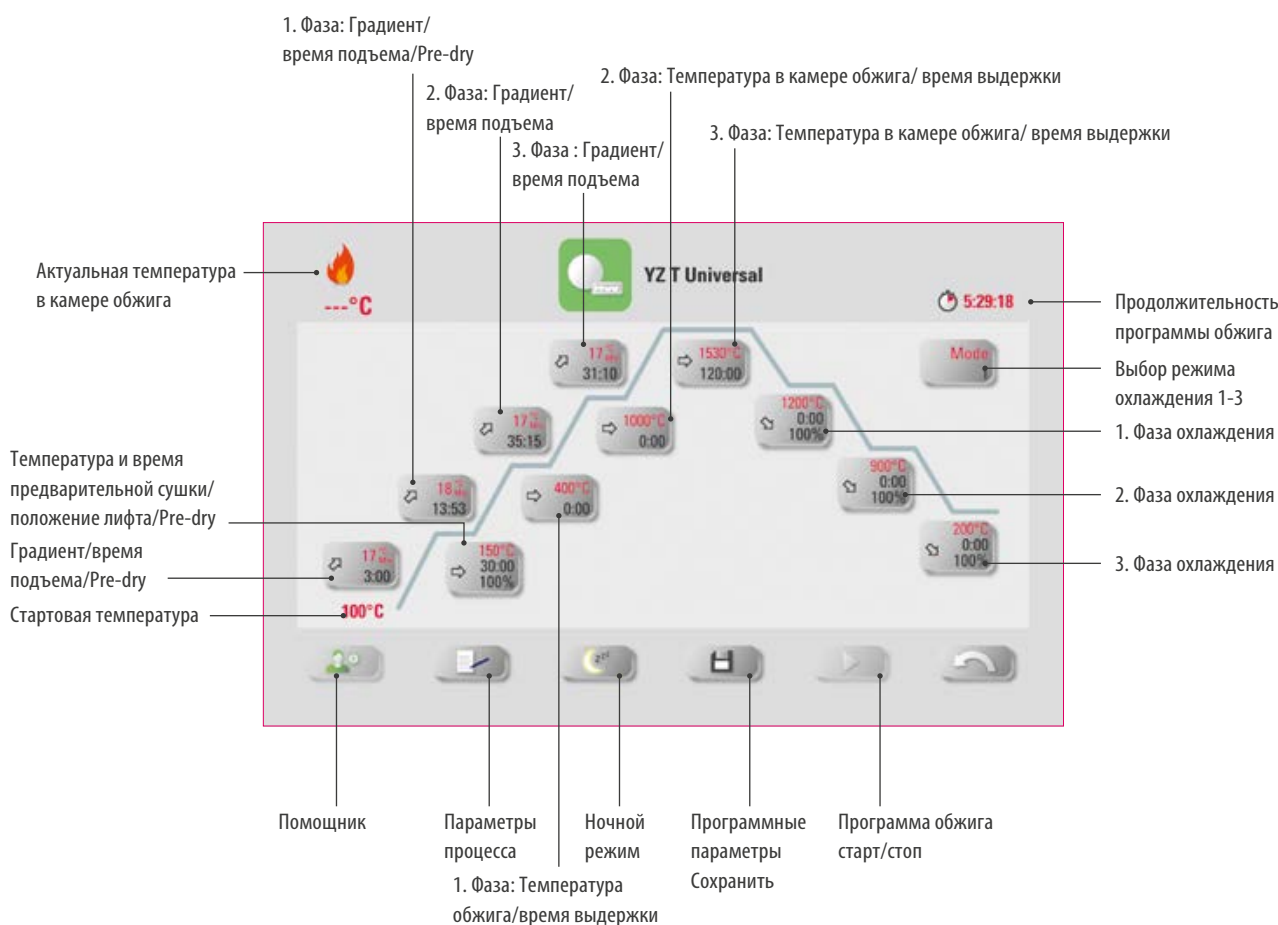 1. Фаза: Градиент/
время подъема/Pre-dry
2. Фаза: Градиент/
время подъема
3. Фаза : Градиент/
время подъема
2. Фаза: Температура в камере обжига/ время выдержки
3. Фаза: Температура в камере обжига/ время выдержки
Актуальная температура
в камере обжига
---°C
YZ T Universal
5:29:18
Продолжительность
программы обжига
Mode
1
Выбор режима
охлаждения 1-3
17 °C/Min
31:10
1530°C
120:00
17 °C/Min
35:15
1000°C
0:00
1200°C
0:00
100%
1. Фаза охлаждения
Температура и время
предварительной сушки/
положение лифта/Pre-dry
18 °C/Min
13:53
400°C
0:00
900°C
0:00
100%
2. Фаза охлаждения
Градиент/время
подъема/Pre-dry
17 °C/Min
3:00
150°C
30:00
100%
200°C
0:00
100%
3. Фаза охлаждения
Стартовая температура
100°C
zzz
Помощник
Параметры
процесса
Ночной
режим
Программные
параметры
Сохранить
Программа обжига
старт/стоп
1. Фаза: Температура
обжига/время выдержки